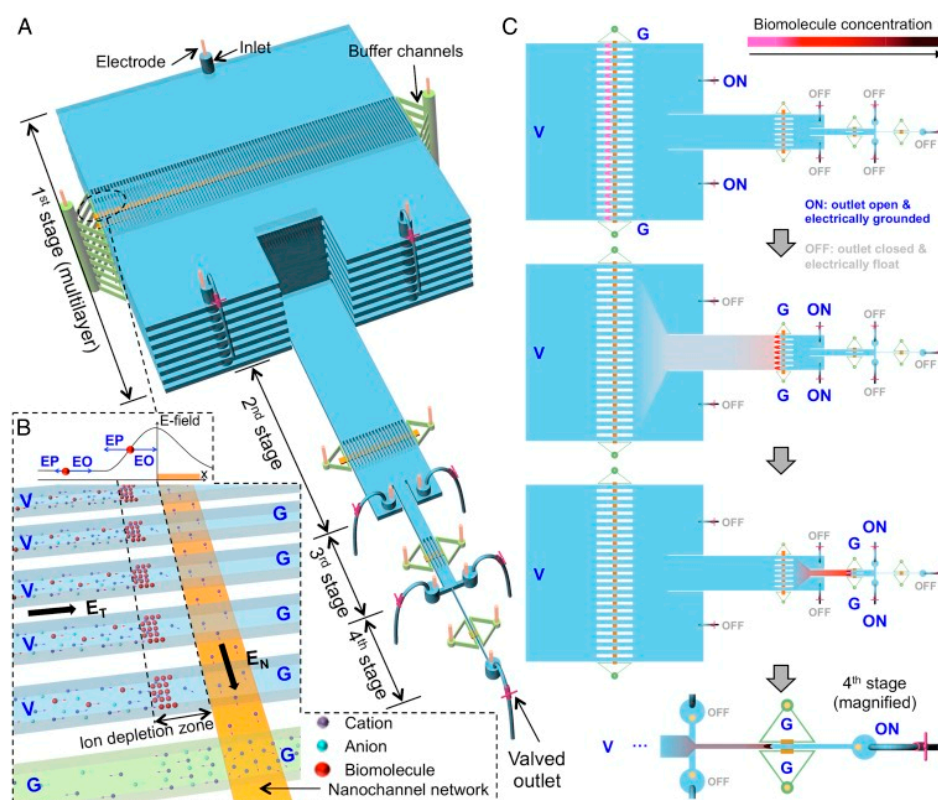 A
Electrode
Inlet
Buffer channels
1st stage (multilayer)
2nd stage
3rd stage
4th stage
Valved
outlet
B
E-field
EP
EO
EP
EO
x
V
V
V
V
V
G
G
G
G
G
G
G
ET
EN
Ion depletion zone
Cation
Anion
Biomolecule
Nanochannel network
C
Biomolecule concentration
G
ON
OFF
OFF
V
OFF
ON
OFF
OFF
G
ON: outlet open &
electrically grounded
OFF: outlet closed &
electrically float
OFF
G
ON
OFF
V
OFF
G
ON
OFF
OFF
OFF
ON
OFF
G
V
OFF
OFF
G
OFF
ON
4th stage
(magnified)
OFF
G
ON
V ...
G
OFF